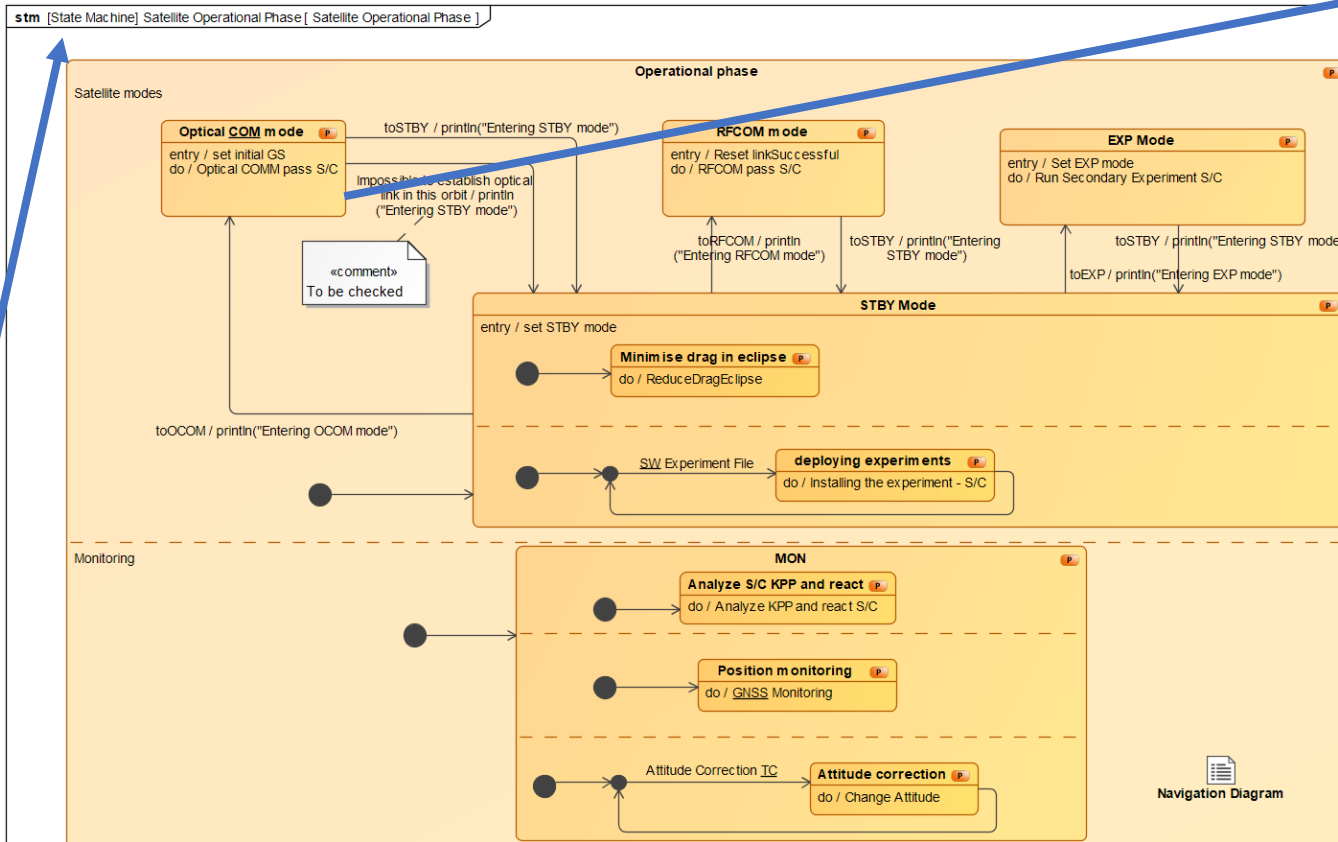 stm [State Machine] Satellite Operational Phase [ Satellite Operational Phase ]
Operational phase
P
Satellite modes
Optical COM mode
P
entry / set initial GS
do / Optical COMM pass S/C
toSTBY / println("Entering STBY mode")
Impossible to establish optical
link in this orbit / println
("Entering STBY mode")
«comment»
To be checked
RFCOM mode
P
entry / Reset linkSuccessful
do / RFCOM pass S/C
EXP Mode
P
entry / Set EXP mode
do / Run Secondary Experiment S/C
toRFCOM / println
("Entering RFCOM mode")
toSTBY / println("Entering
STBY mode")
toSTBY / println("Entering STBY mode
toEXP / println("Entering EXP mode")
STBY Mode
P
entry / set STBY mode
Minimise drag in eclipse
P
do / ReduceDragEclipse
toOCOM / println("Entering OCOM mode")
SW Experiment File
deploying experiments
P
do / Installing the experiment - S/C
Monitoring
MON
P
Analyze S/C KPP and react
P
do / Analyze KPP and react S/C
Position monitoring
P
do / GNSS Monitoring
Attitude Correction TC
Attitude correction
P
do / Change Attitude
Navigation Diagram